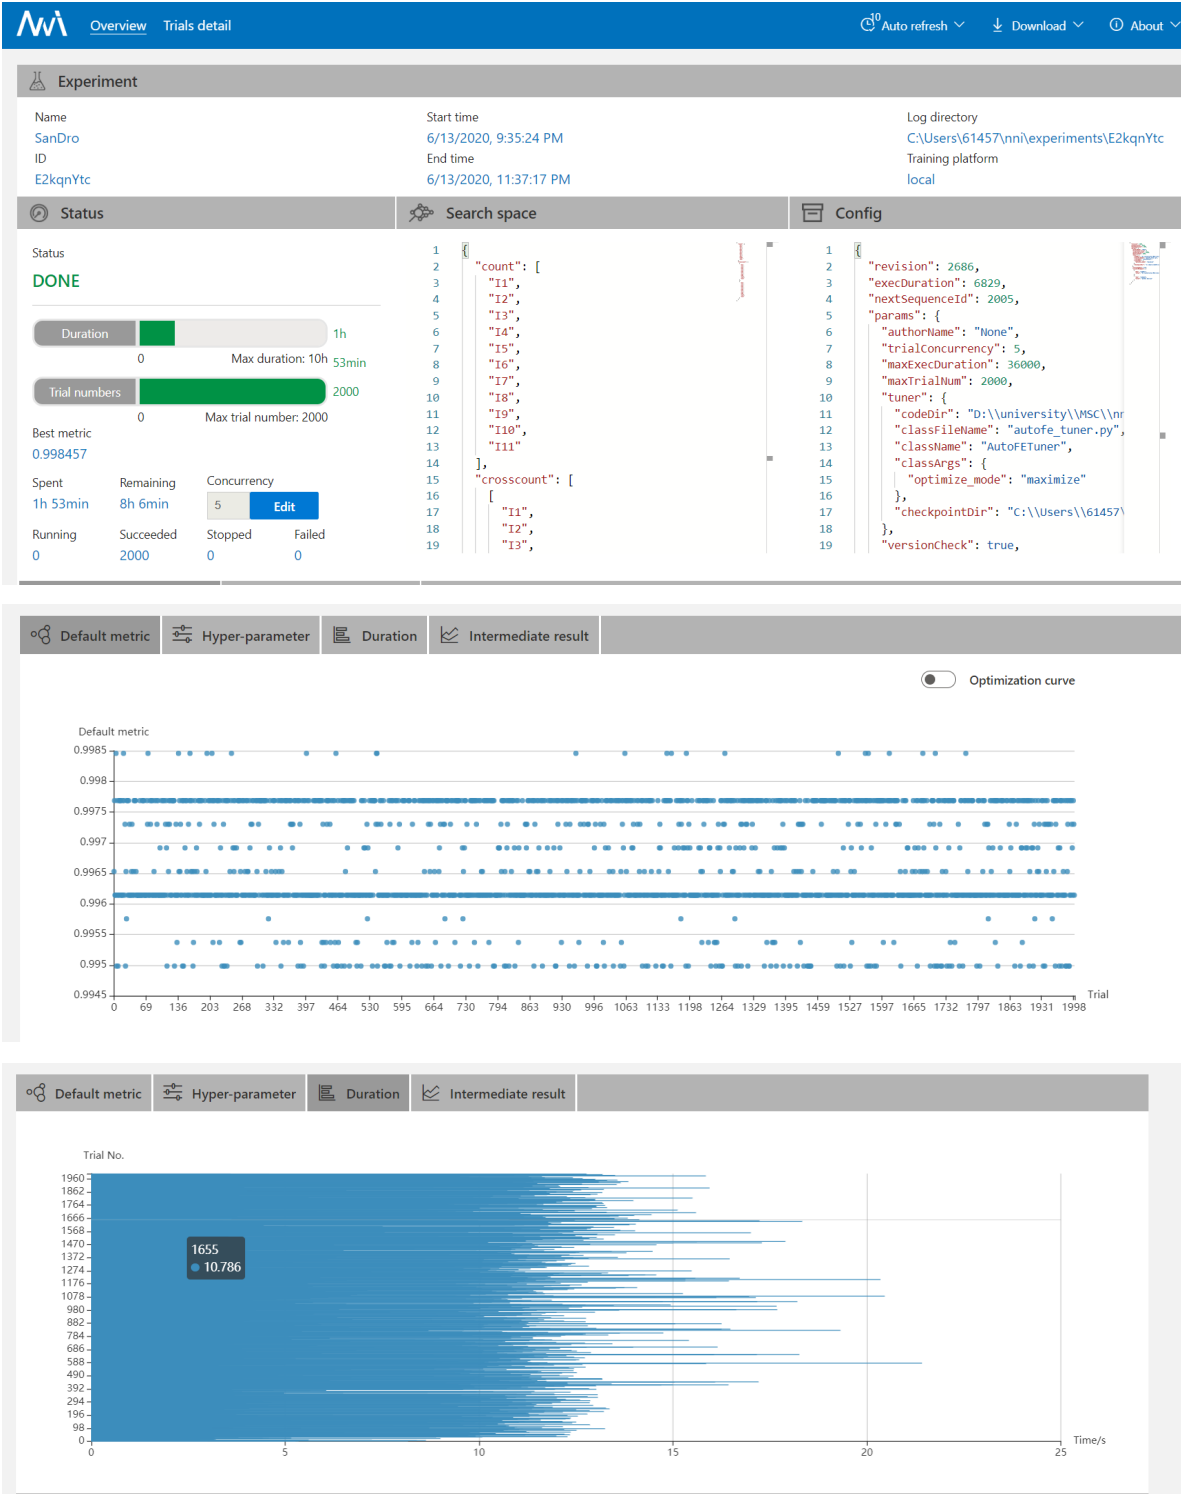 NNI Overview Trials detail 10 Auto refresh Download About
Experiment
Name Start time Log directory
SanDro 6/13/2020, 9:35:24 PM C:\Users\61457\nni\experiments\E2kqnYtc
ID End time Training platform
E2kqnYtc 6/13/2020, 11:37:17 PM local
Status
Status
DONE
Duration 1h 53min
0 Max duration: 10h
Trial numbers 2000
0 Max trial number: 2000
Best metric
0.998457
Spent Remaining Concurrency
1h 53min 8h 6min 5 Edit
Running Succeeded Stopped Failed
0 2000 0 0
Search space
1 {
2 "count": [
3 "I1",
4 "I2",
5 "I3",
6 "I4",
7 "I5",
8 "I6",
9 "I7",
10 "I8",
11 "I9",
12 "I10",
13 "I11"
14 ],
15 "crosscount": [
16 [
17 "I1",
18 "I2",
19 "I3",
Config
1 {
2 "revision": 2686,
3 "execDuration": 6829,
4 "nextSequenceId": 2005,
5 "params": {
6 "authorName": "None",
7 "trialConcurrency": 5,
8 "maxExecDuration": 36000,
9 "maxTrialNum": 2000,
10 "tuner": {
11 "codeDir": "D:\\university\\MSC\\nn
12 "classFileName": "autofe_tuner.py",
13 "className": "AutoFETuner",
14 "classArgs": {
15 "optimize_mode": "maximize"
16 },
17 "checkpointDir": "C:\\Users\\61457\
18 },
19 "versionCheck": true,
Default metric Hyper-parameter Duration Intermediate result
Optimization curve
Default metric
0.9985
0.998
0.9975
0.997
0.9965
0.996
0.9955
0.995
0.9945
0 69 136 203 268 332 397 464 530 595 664 730 794 863 930 996 1063 1133 1198 1264 1329 1395 1459 1527 1597 1665 1732 1797 1863 1931 1998 Trial
Default metric Hyper-parameter Duration Intermediate result
Trial No.
1960
1862
1764
1666
1568
1470
1372
1274
1176
1078
980
882
784
686
588
490
392
294
196
98
0
1655
10.786
0 5 10 15 20 25 Time/s